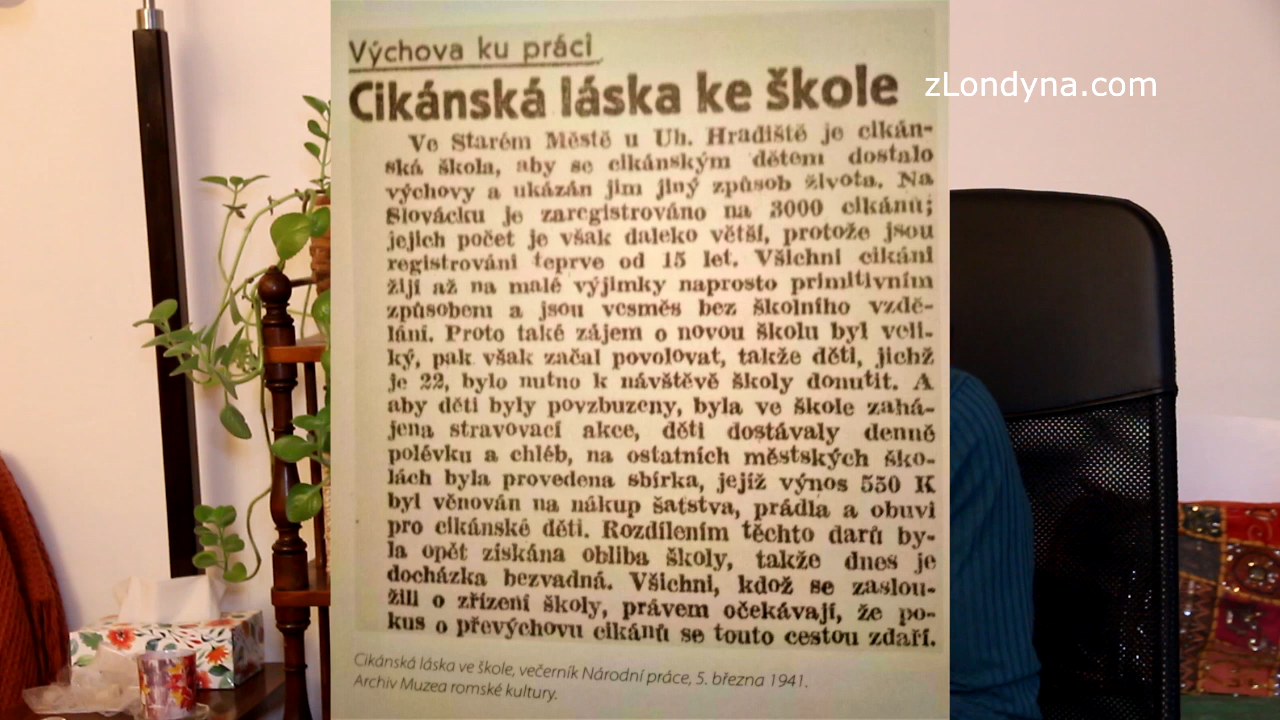 Výchova ku práci
Cikánská láska ke škole
zLondyna.com
Ve Starém Městě u Uh. Hradiště je cikán-
ská škola, aby se cikánským dětem dostalo
výchovy a ukázán jim jiný způsob života. Na
Slovácku je zaregistrováno na 3000 cikánů;
jejich počet je však daleko větší, protože jsou
registrováni teprve od 15 let. Všichni cikáni
žijí až na malé výjimky naprosto primitivním
způsobem a jsou vesměs bez školního vzdě-
lání. Proto také zájem o novou školu byl veli-
ký, pak však začal povolovat, takže děti, jichž
je 22, bylo nutno k návštěvě školy donutit. A
aby děti byly povzbuzeny, byla ve škole zahá-
jena stravovací akce, děti dostávaly denně
polévku a chléb, na ostatních městských ško-
lách byla provedena sbírka, jejíž výnos 550 K
byl věnován na nákup šatstva, prádla a obuvi
pro cikánské děti. Rozdílením těchto darů by-
la opět získána obliba školy, takže dnes je
docházka bezvadná. Všichni, kdož se zaslou-
žili o zřízení školy, právem očekávají, že po-
kus o převýchovu cikánů se touto cestou zdaří.
Cikánská láska ve škole, večerník Národní práce, 5. března 1941.
Archiv Muzea romské kultury.